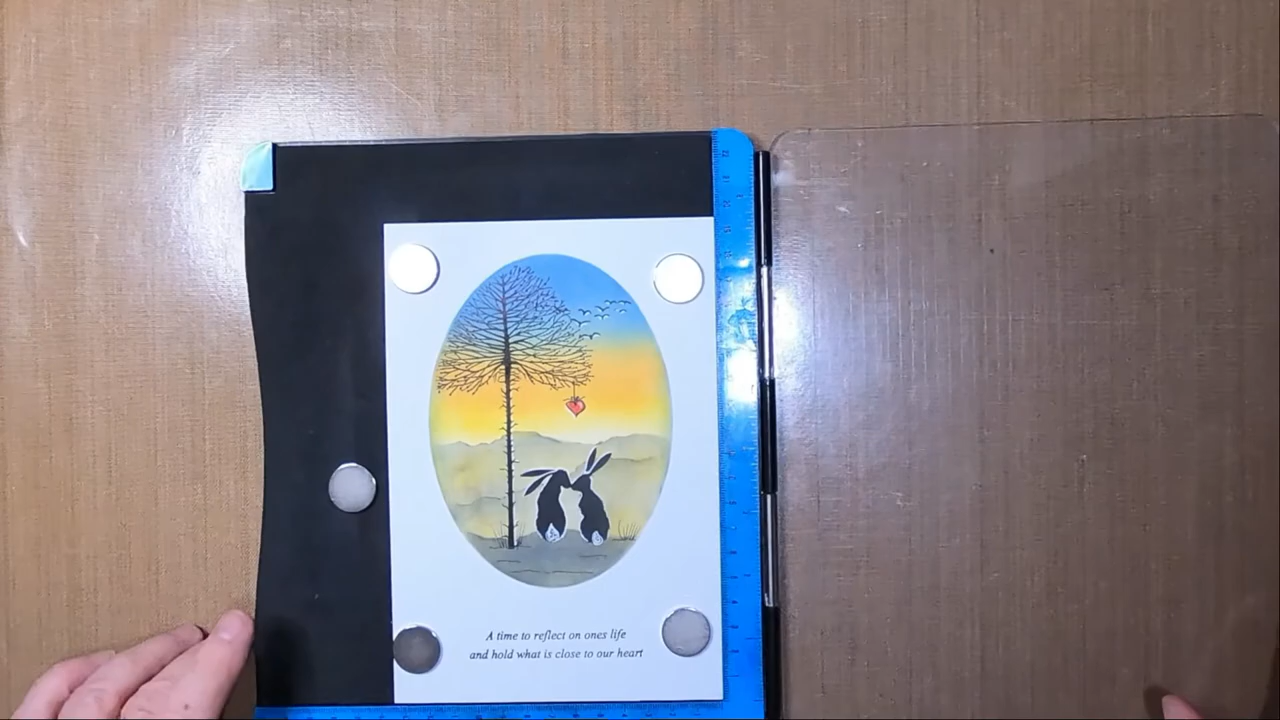 A time to reflect on ones life
and hold what is close to our heart